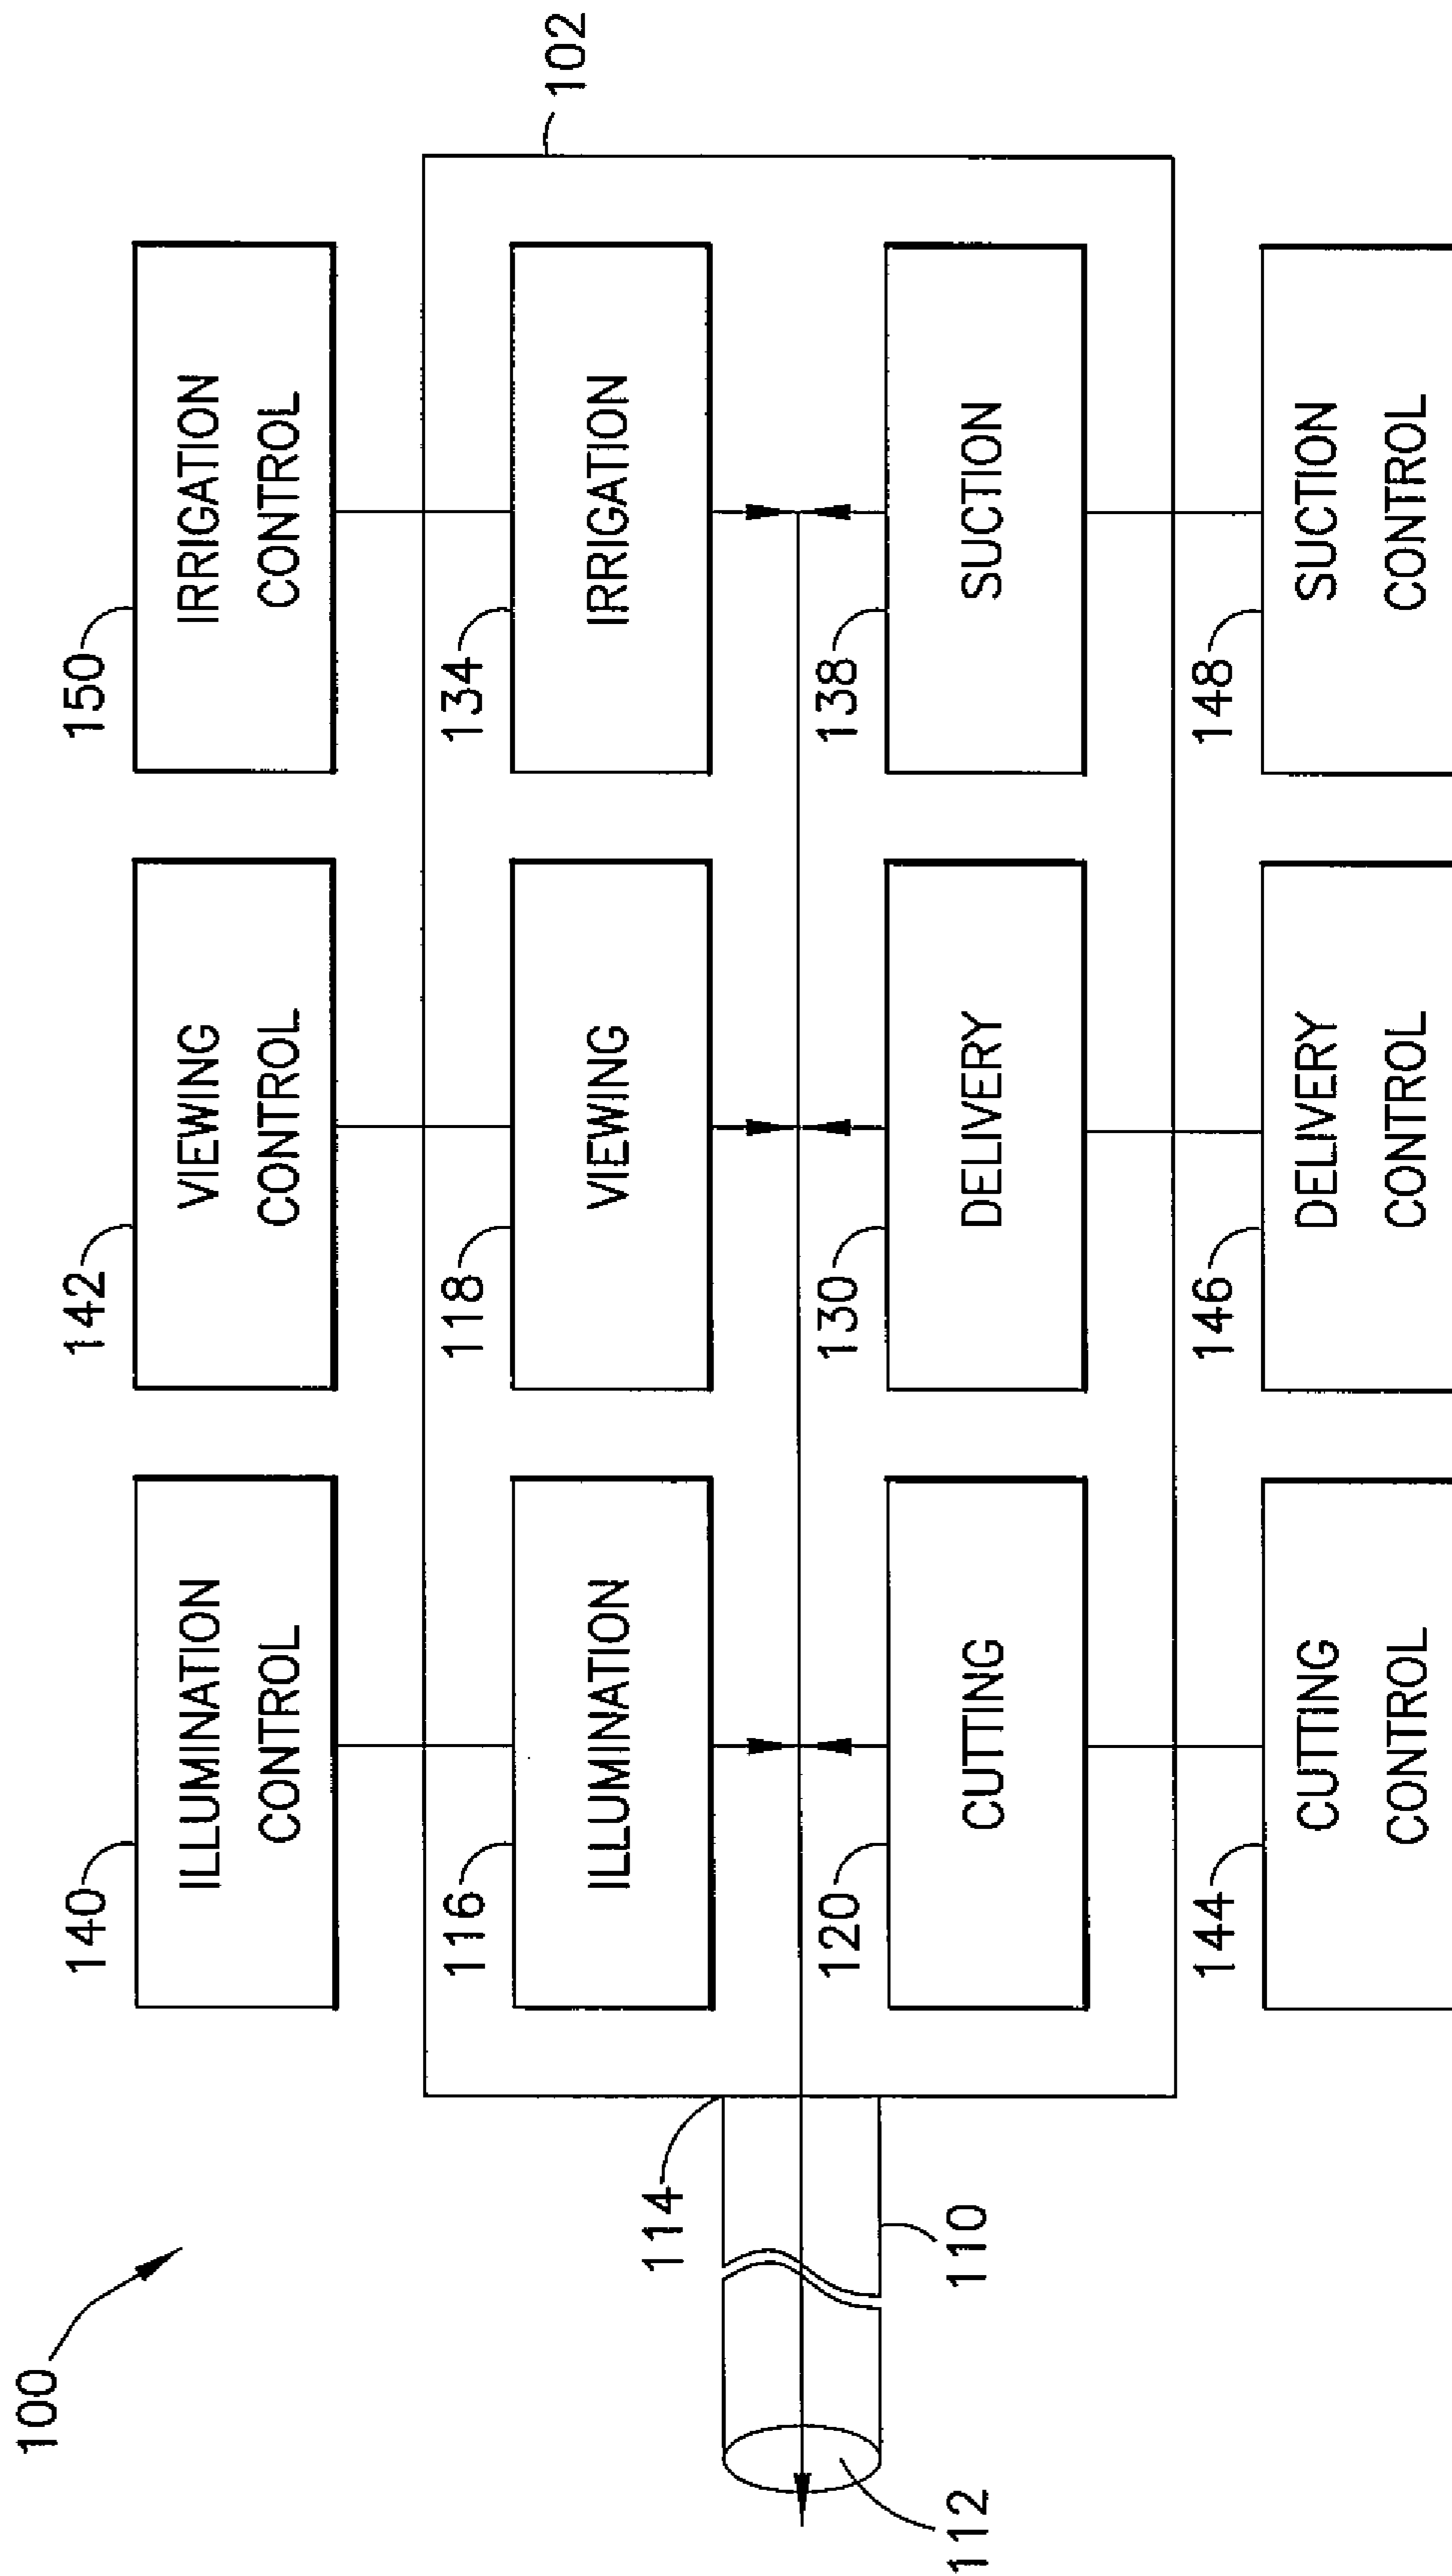 100
140
ILLUMINATION
CONTROL
142
VIEWING
CONTROL
150
IRRIGATION
CONTROL
102
116
ILLUMINATION
118
VIEWING
134
IRRIGATION
114
110
112
120
CUTTING
130
DELIVERY
138
SUCTION
144
CUTTING
CONTROL
146
DELIVERY
CONTROL
148
SUCTION
CONTROL